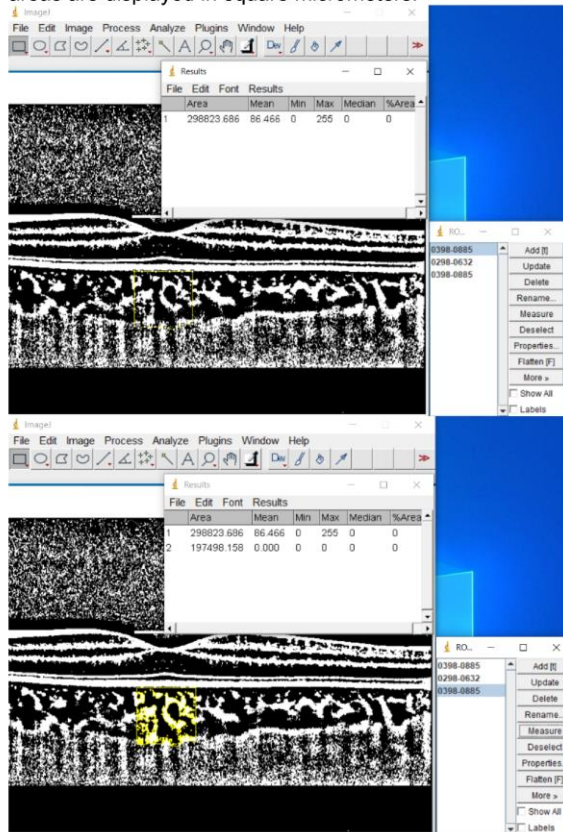 areas are displayed in square micrometers.
ImageJ
File Edit Image Process Analyze Plugins Window Help
Dev
Results
File Edit Font Results
Area Mean Min Max Median %Area
1 298823.686 86.466 0 255 0 0
RO...
0398-0885
0298-0632
0398-0885
Add [t]
Update
Delete
Rename...
Measure
Deselect
Properties...
Flatten [F]
More »
Show All
Labels
ImageJ
File Edit Image Process Analyze Plugins Window Help
Dev
Results
File Edit Font Results
Area Mean Min Max Median %Area
1 298823.686 86.466 0 255 0 0
2 197498.158 0.000 0 0 0 0
RO...
0398-0885
0298-0632
0398-0885
Add [t]
Update
Delete
Rename...
Measure
Deselect
Properties...
Flatten [F]
More »
Show All
Labels